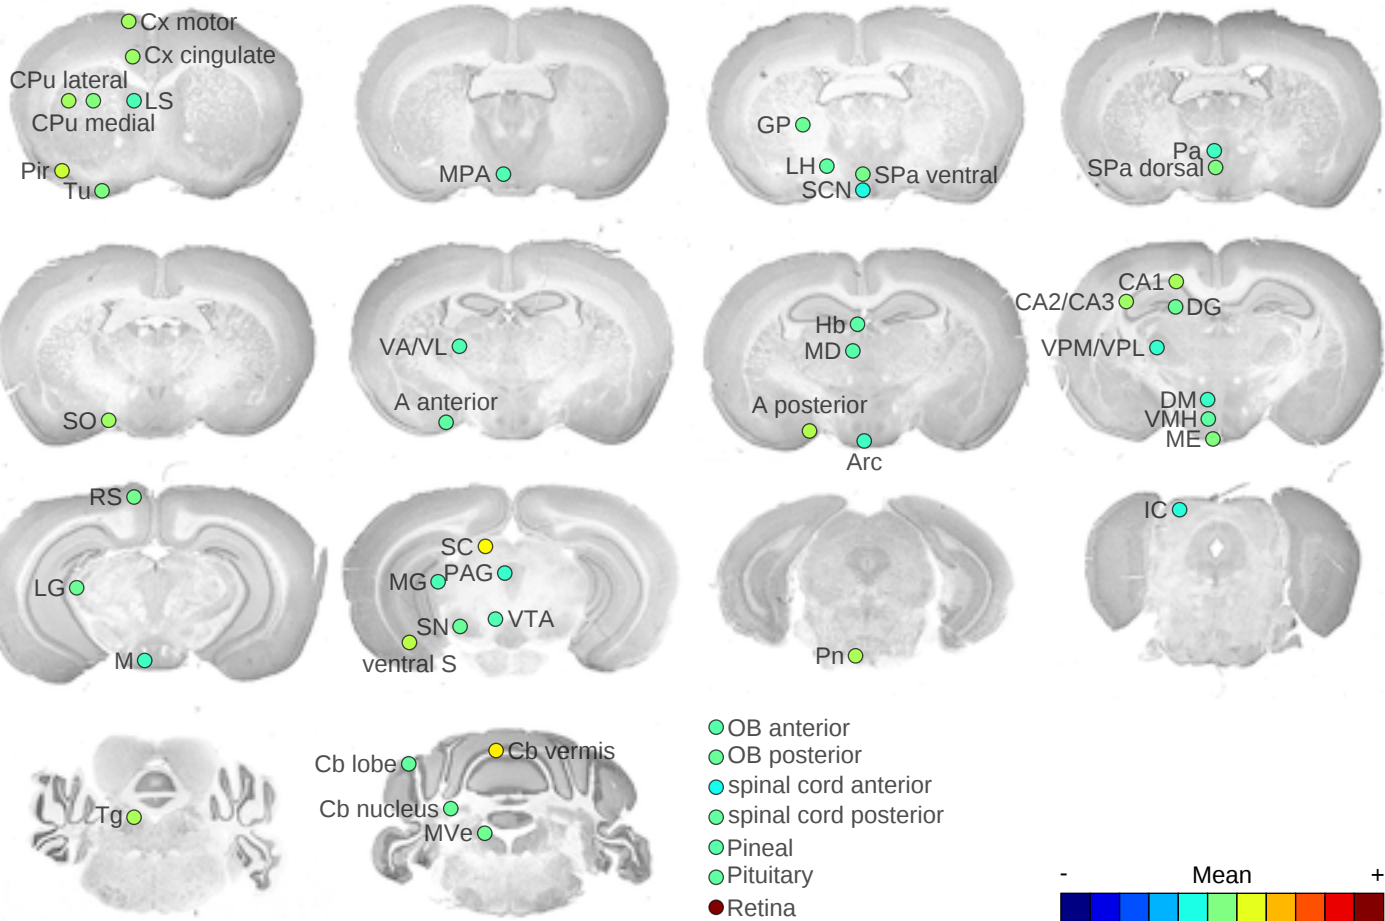 Cx motor
Cx cingulate
CPu lateral
LS
CPu medial
Pir
Tu
MPA
GP
LH
SPa ventral
SCN
Pa
SPa dorsal
SO
VA/VL
A anterior
Hb
MD
A posterior
Arc
CA1
CA2/CA3
DG
VPM/VPL
DM
VMH
ME
RS
LG
M
SC
PAG
MG
VTA
SN
ventral S
Pn
IC
Tg
Cb lobe
Cb vermis
Cb nucleus
MVe
OB anterior
OB posterior
spinal cord anterior
spinal cord posterior
Pineal
Pituitary
Retina
- Mean +